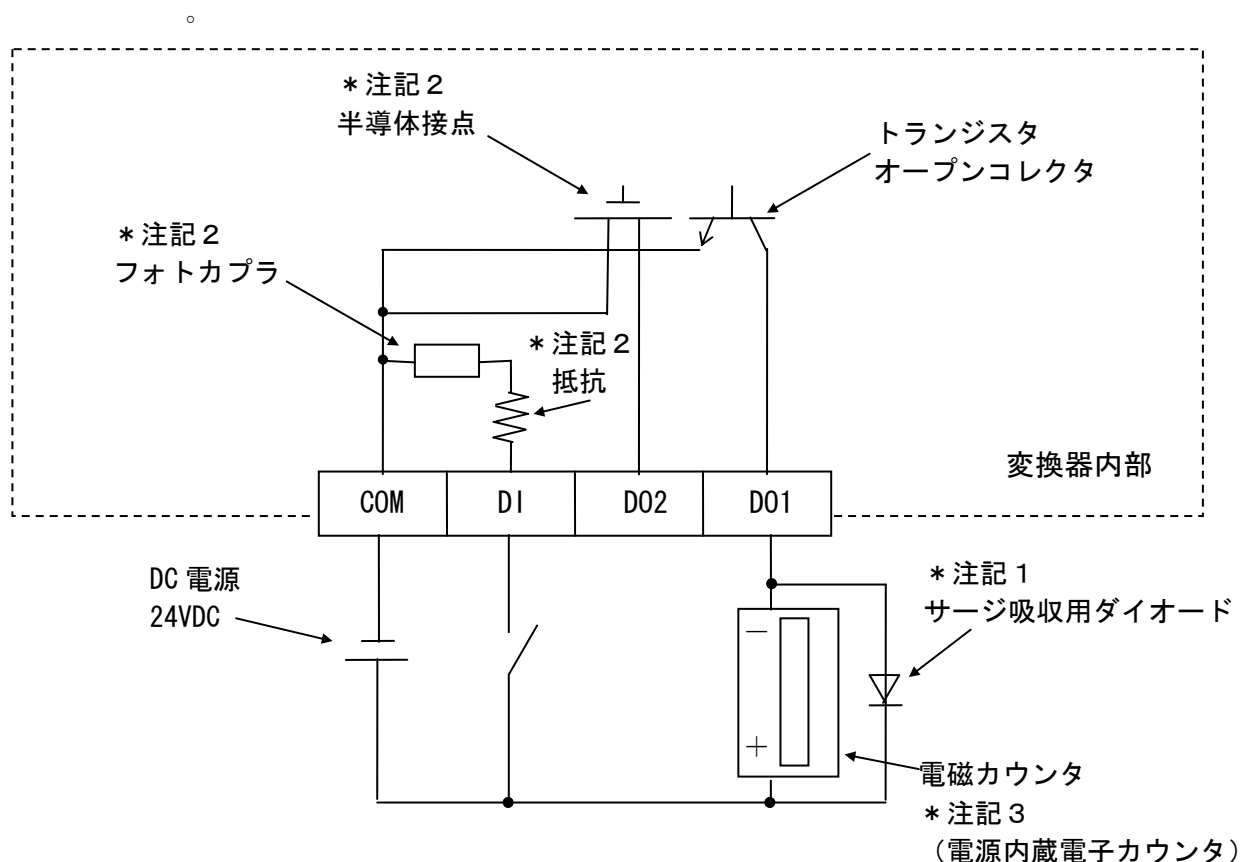 。
＊注記２
半導体接点
トランジスタ
オープンコレクタ
＊注記２
フォトカプラ
＊注記２
抵抗
変換器内部
COM
DI
DO2
DO1
DC 電源
24VDC
＊注記１
サージ吸収用ダイオード
－
＋
電磁カウンタ
＊注記３
（電源内蔵電子カウンタ）